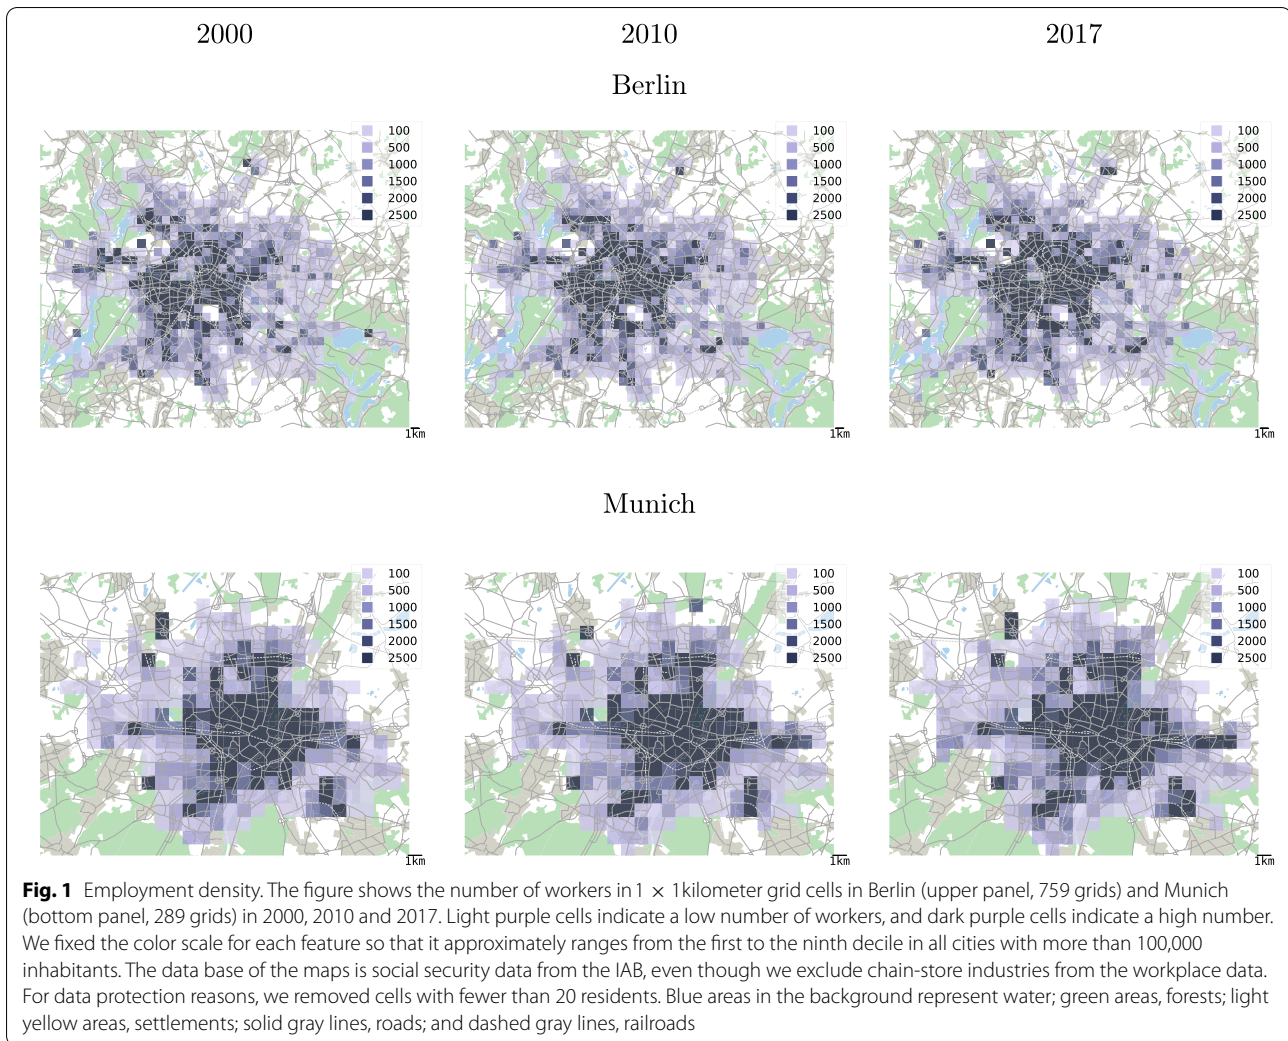 2000 2010 2017
Berlin
100 100 100
500 500 500
1000 1000 1000
1500 1500 1500
2000 2000 2000
2500 2500 2500
1km 1km 1km
Munich
100 100 100
500 500 500
1000 1000 1000
1500 1500 1500
2000 2000 2000
2500 2500 2500
1km 1km 1km
Fig. 1 Employment density. The figure shows the number of workers in 1 × 1kilometer grid cells in Berlin (upper panel, 759 grids) and Munich
(bottom panel, 289 grids) in 2000, 2010 and 2017. Light purple cells indicate a low number of workers, and dark purple cells indicate a high number.
We fixed the color scale for each feature so that it approximately ranges from the first to the ninth decile in all cities with more than 100,000
inhabitants. The data base of the maps is social security data from the IAB, even though we exclude chain-store industries from the workplace data.
For data protection reasons, we removed cells with fewer than 20 residents. Blue areas in the background represent water; green areas, forests; light
yellow areas, settlements; solid gray lines, roads; and dashed gray lines, railroads